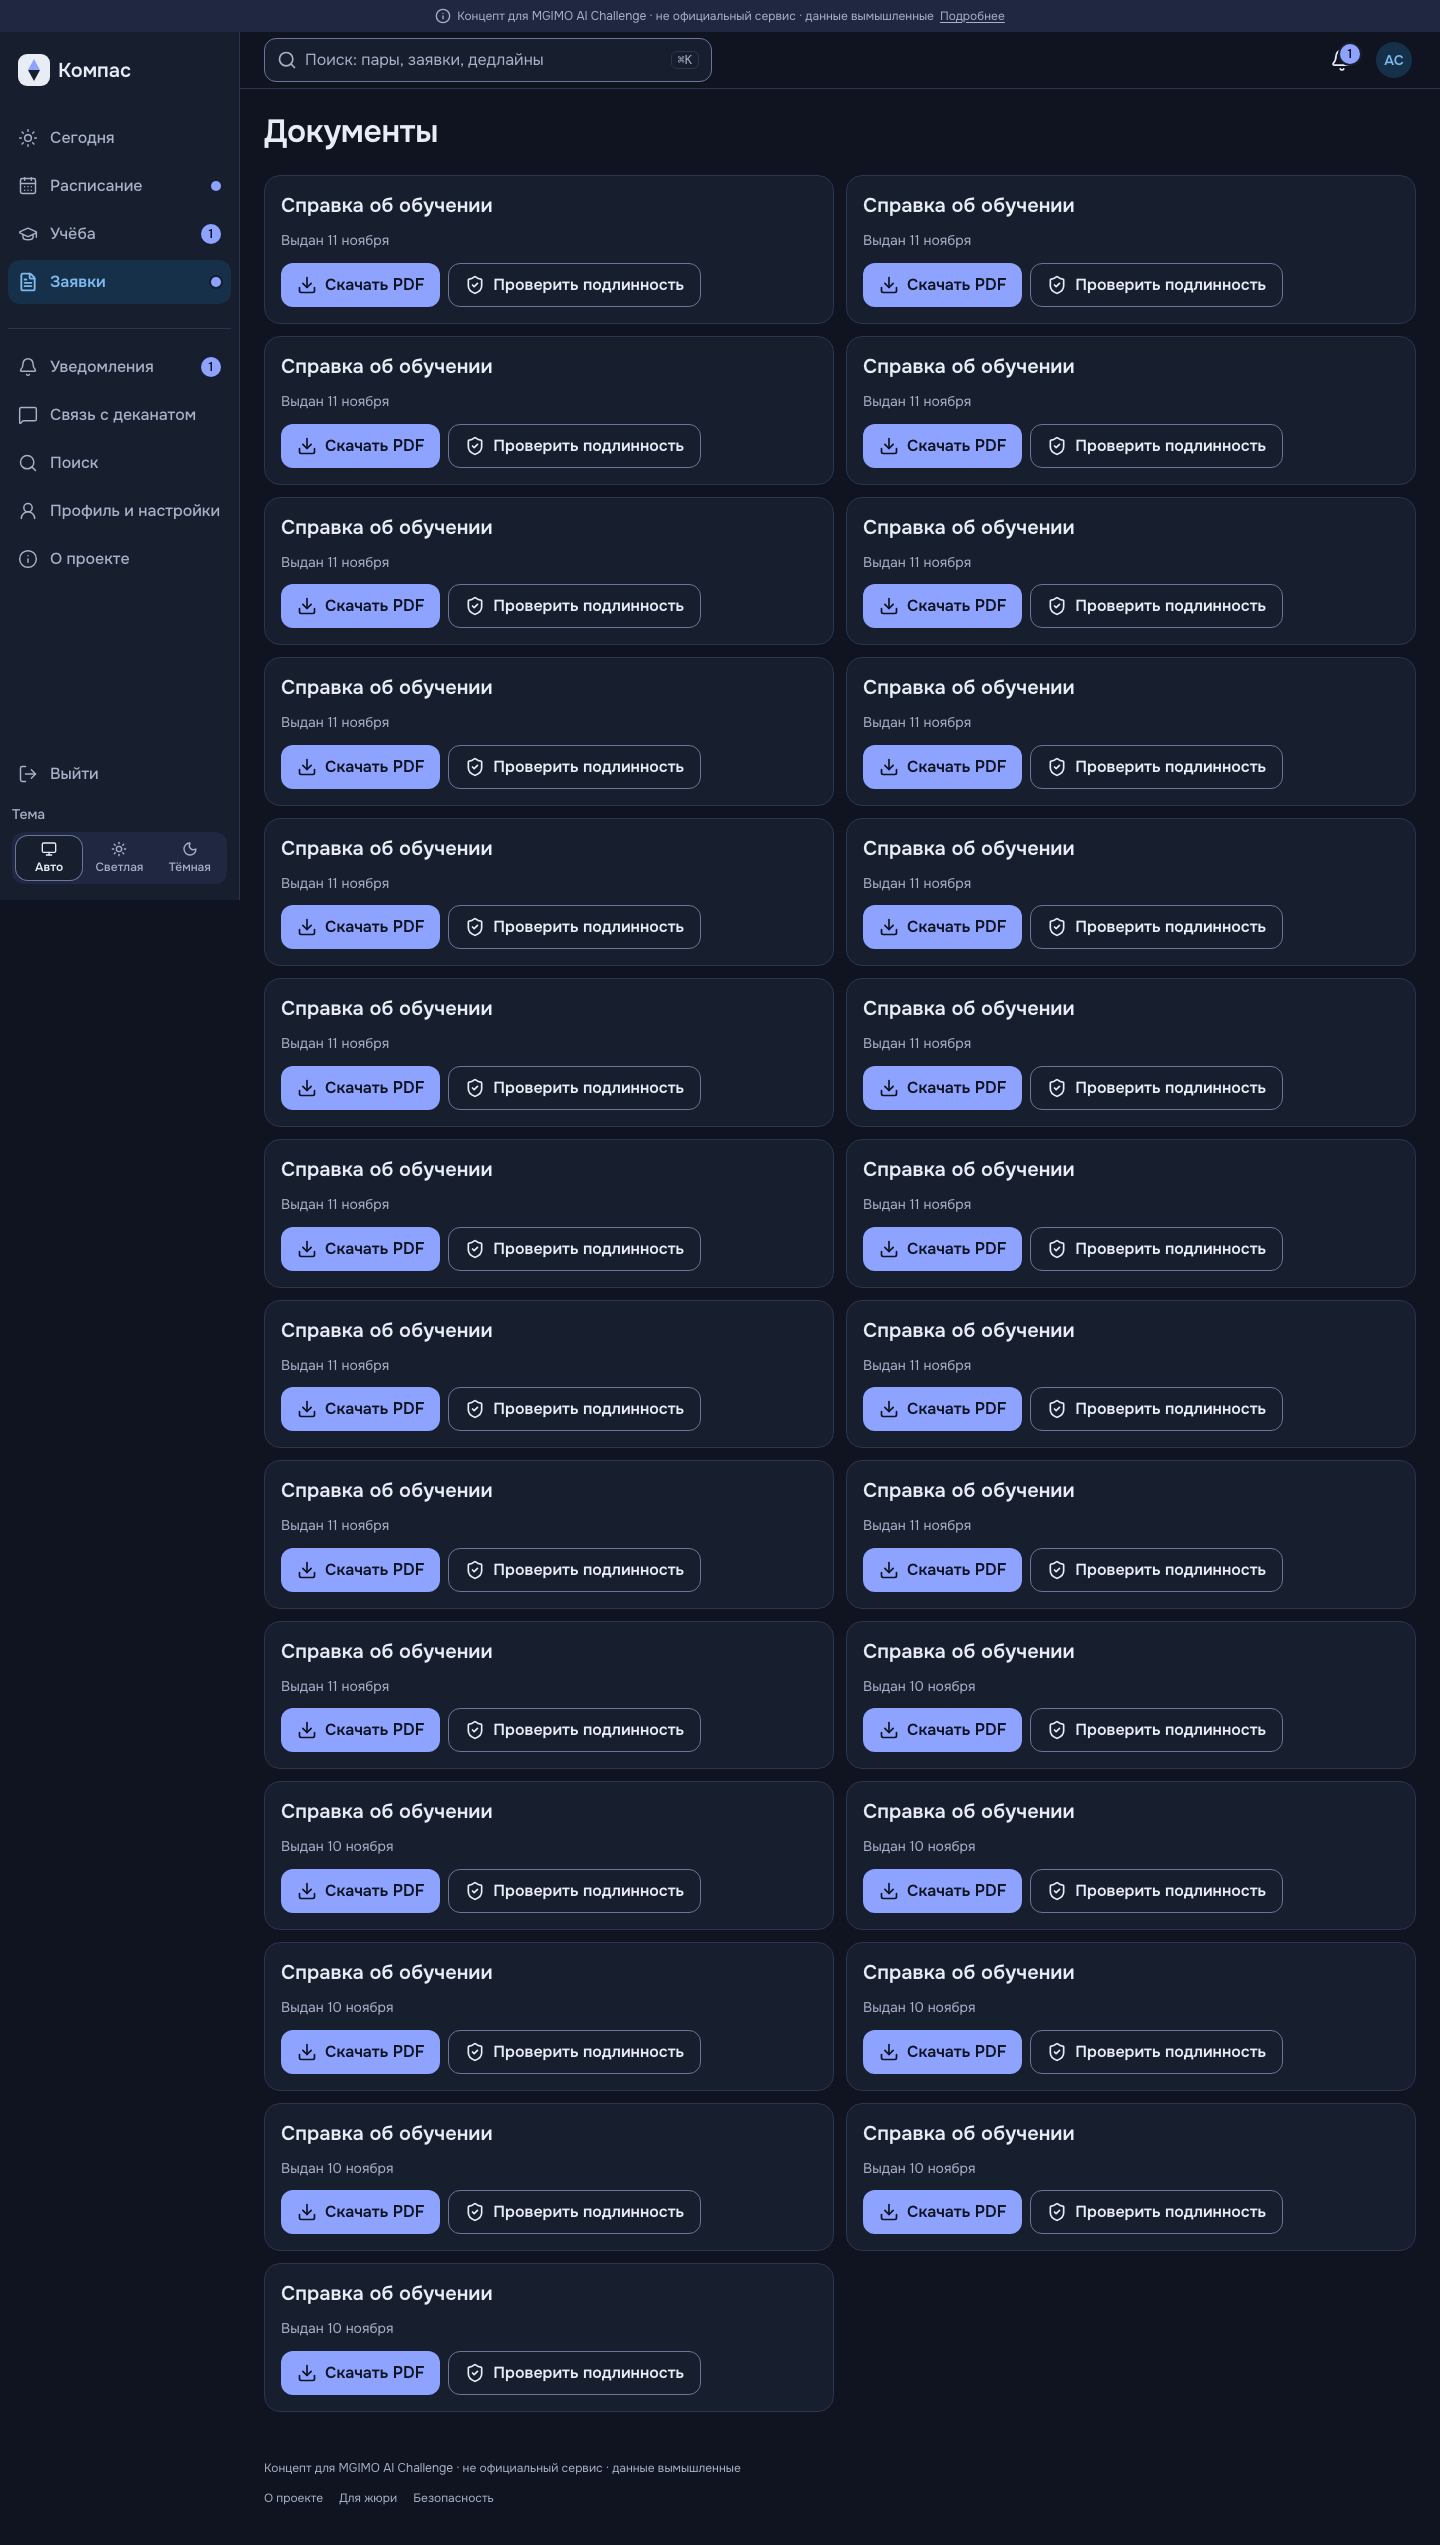 Концепт для MGIMO AI Challenge · не официальный сервис · данные вымышленные Подробнее
Компас
Поиск: пары, заявки, дедлайны ⌘K
1
АС
Сегодня
Расписание
Учёба 1
Заявки
Уведомления 1
Связь с деканатом
Поиск
Профиль и настройки
О проекте
Выйти
Тема
Авто Светлая Тёмная
Документы
Справка об обучении Справка об обучении
Выдан 11 ноября Выдан 11 ноября
Скачать PDF Проверить подлинность Скачать PDF Проверить подлинность
Справка об обучении Справка об обучении
Выдан 11 ноября Выдан 11 ноября
Скачать PDF Проверить подлинность Скачать PDF Проверить подлинность
Справка об обучении Справка об обучении
Выдан 11 ноября Выдан 11 ноября
Скачать PDF Проверить подлинность Скачать PDF Проверить подлинность
Справка об обучении Справка об обучении
Выдан 11 ноября Выдан 11 ноября
Скачать PDF Проверить подлинность Скачать PDF Проверить подлинность
Справка об обучении Справка об обучении
Выдан 11 ноября Выдан 11 ноября
Скачать PDF Проверить подлинность Скачать PDF Проверить подлинность
Справка об обучении Справка об обучении
Выдан 11 ноября Выдан 11 ноября
Скачать PDF Проверить подлинность Скачать PDF Проверить подлинность
Справка об обучении Справка об обучении
Выдан 11 ноября Выдан 11 ноября
Скачать PDF Проверить подлинность Скачать PDF Проверить подлинность
Справка об обучении Справка об обучении
Выдан 11 ноября Выдан 11 ноября
Скачать PDF Проверить подлинность Скачать PDF Проверить подлинность
Справка об обучении Справка об обучении
Выдан 11 ноября Выдан 11 ноября
Скачать PDF Проверить подлинность Скачать PDF Проверить подлинность
Справка об обучении Справка об обучении
Выдан 11 ноября Выдан 10 ноября
Скачать PDF Проверить подлинность Скачать PDF Проверить подлинность
Справка об обучении Справка об обучении
Выдан 10 ноября Выдан 10 ноября
Скачать PDF Проверить подлинность Скачать PDF Проверить подлинность
Справка об обучении Справка об обучении
Выдан 10 ноября Выдан 10 ноября
Скачать PDF Проверить подлинность Скачать PDF Проверить подлинность
Справка об обучении Справка об обучении
Выдан 10 ноября Выдан 10 ноября
Скачать PDF Проверить подлинность Скачать PDF Проверить подлинность
Справка об обучении
Выдан 10 ноября
Скачать PDF Проверить подлинность
Концепт для MGIMO AI Challenge · не официальный сервис · данные вымышленные
О проекте Для жюри Безопасность